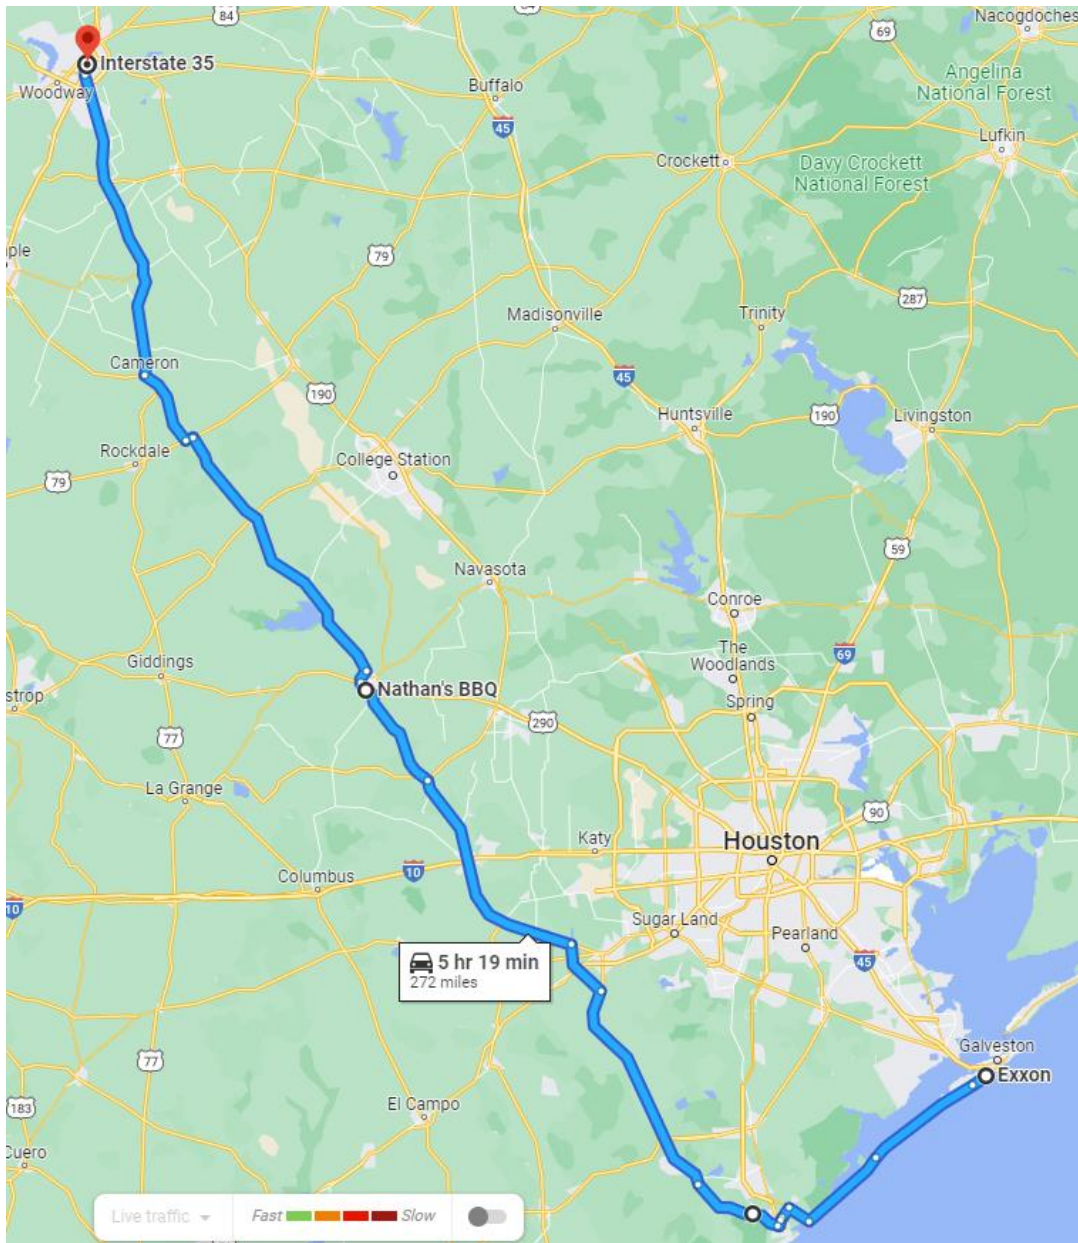 84
84
Nacogdoches
69
Interstate 35
Woodway
Buffalo
Angelina
National Forest
45
Lufkin
Crockett
Davy Crockett
National Forest
ple
79
287
Madisonville
Trinity
Cameron
45
190
Huntsville
190
Livingston
Rockdale
College Station
79
59
Navasota
Conroe
The
Woodlands
69
Giddings
strop
Nathan's BBQ
Spring
290
77
La Grange
90
Katy
Houston
Columbus
10
10
Sugar Land
Pearland
45
5 hr 19 min
272 miles
77
Galveston
Exxon
183
El Campo
Cuero
Live traffic
Fast
Slow